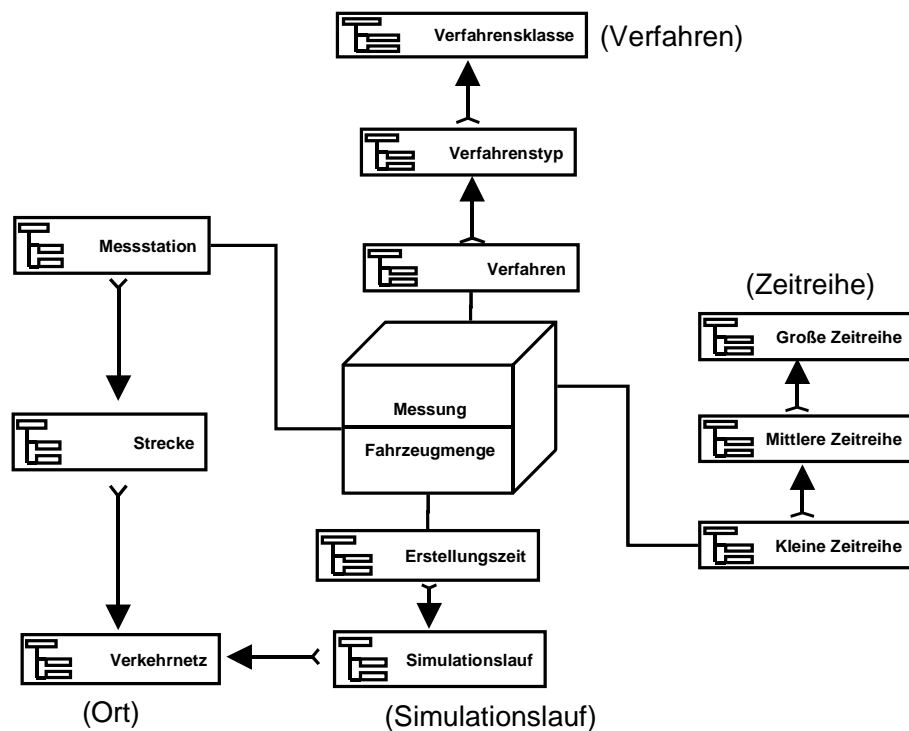 Verfahrensklasse
(Verfahren)
Verfahrenstyp
Messstation
Verfahren
(Zeitreihe)
Große Zeitreihe
Messung
Strecke
Fahrzeugmenge
Mittlere Zeitreihe
Erstellungszeit
Kleine Zeitreihe
Verkehrnetz
Simulationslauf
(Ort)
(Simulationslauf)